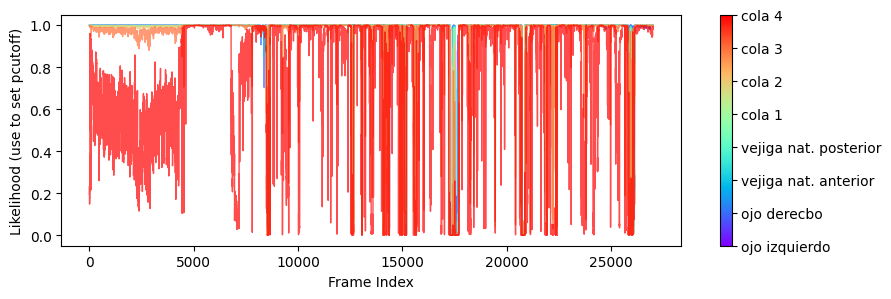 Likelihood (use to set pcutoff)
1.0
0.8
0.6
0.4
0.2
0.0
0
5000
10000
15000
20000
25000
Frame Index
cola 4
cola 3
cola 2
cola 1
vejiga nat. posterior
vejiga nat. anterior
ojo derecbo
ojo izquierdo